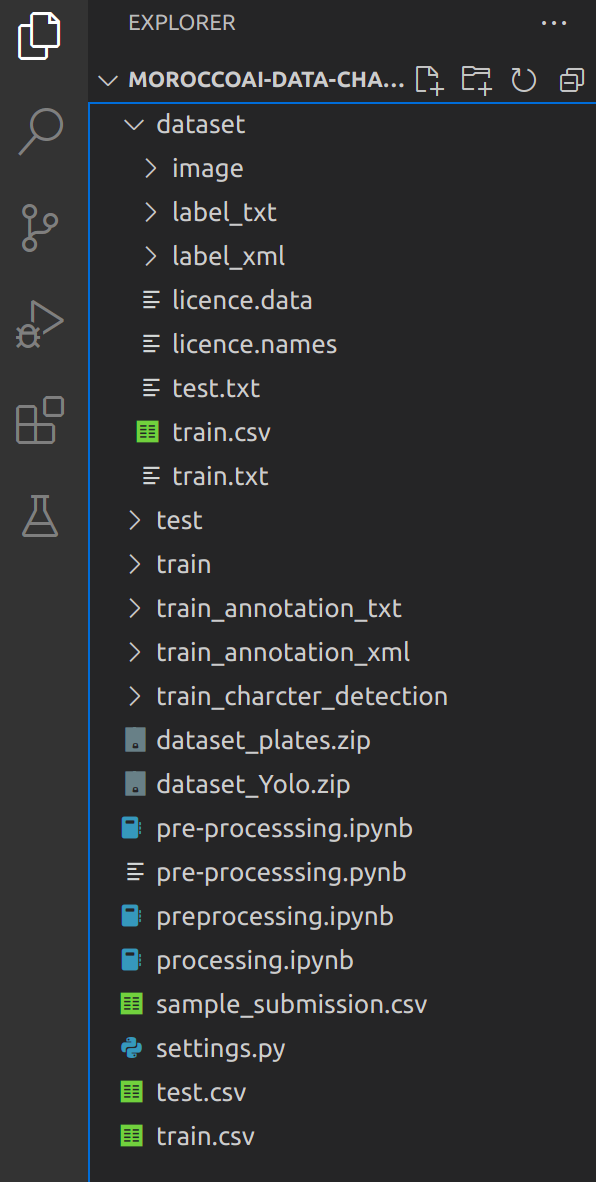 EXPLORER
MOROCCOAI-DATA-CHA...
dataset
image
label_txt
label_xml
licence.data
licence.names
test.txt
train.csv
train.txt
test
train
train_annotation_txt
train_annotation_xml
train_charcter_detection
dataset_plates.zip
dataset_Yolo.zip
pre-processsing.ipynb
pre-processsing.pynb
preprocessing.ipynb
processing.ipynb
sample_submission.csv
settings.py
test.csv
train.csv